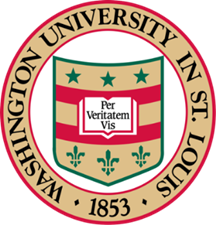 WASHINGTON UNIVERSITY IN ST. LOUIS
Per
Veritatem
Vis
· 1853 ·